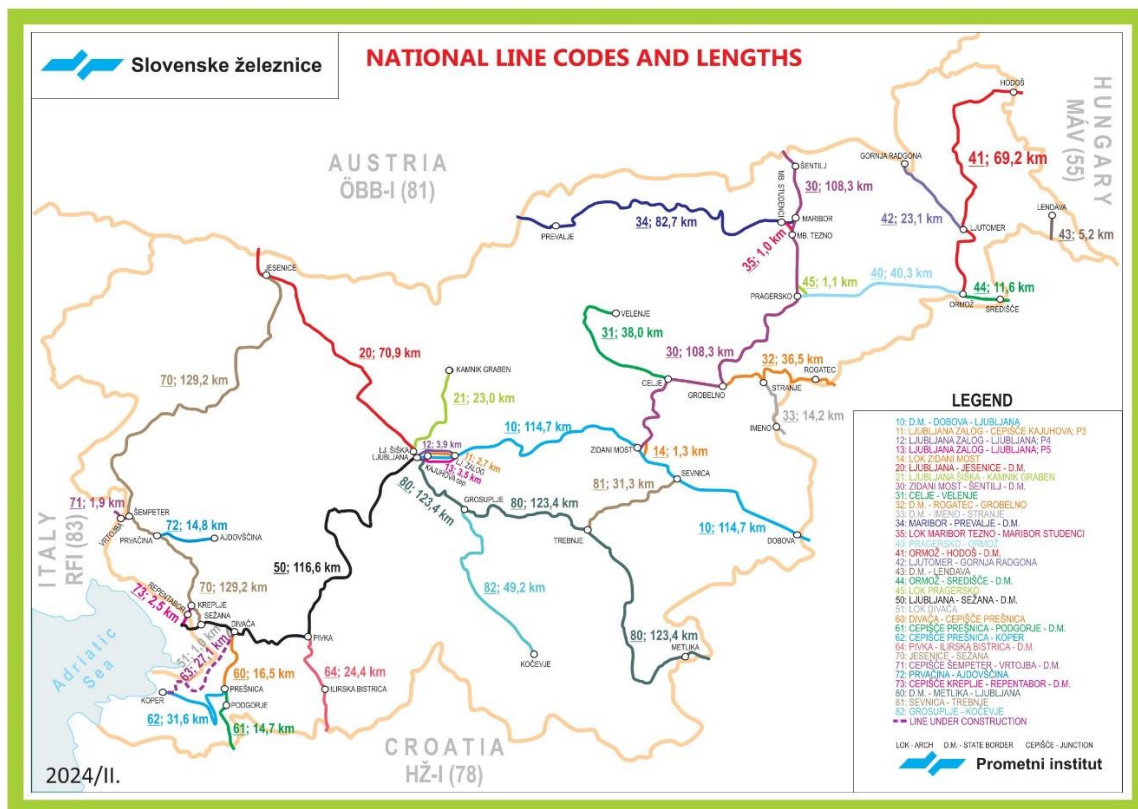 Slovenske železnice
NATIONAL LINE CODES AND LENGTHS
AUSTRIA
ÖBB-I (81)
HUNGARY
MÁV (55)
ITALY
RFI (83)
CROATIA
HŽ-I (78)
Adriatic
Sea
HODOŠ
41; 69,2 km
GORNJA RADGONA
ŠENTILJ
30; 108,3 km
MB. STUDENCI
MARIBOR
MB. TEZNO
35; 1,0 km
34; 82,7 km
PREVALJE
42; 23,1 km
LJUTOMER
LENDAVA
43; 5,2 km
JESENICE
45; 1,1 km
40; 40,3 km
PRAGERSKO
44; 11,6 km
ORMOŽ
SREDIŠČE
VELENJE
31; 38,0 km
20; 70,9 km
30; 108,3 km
32; 36,5 km
ROGATEC
CELJE
GROBELNO
STRANJE
KAMNIK GRABEN
70; 129,2 km
21; 23,0 km
33; 14,2 km
IMENO
10; 114,7 km
12; 3,9 km
LJ. ŠIŠKA
LJUBLJANA
11; 2,7 km
LJ. ZALOG
KAJUHOVA cep.
13; 3,5 km
ZIDANI MOST
14; 1,3 km
SEVNICA
81; 31,3 km
80; 123,4 km
GROSUPLJE
80; 123,4 km
TREBNJE
10; 114,7 km
DOBOVA
71; 1,9 km
ŠEMPETER
VRTOJBA
72; 14,8 km
PRVAČINA
AJDOVŠČINA
50; 116,6 km
82; 49,2 km
70; 129,2 km
REPENTABOR
73; 2,5 km
KREPLJE
SEŽANA
DIVAČA
PIVKA
51; 1,0 km
63; 27,1 km
80; 123,4 km
METLIKA
KOČEVJE
60; 16,5 km
64; 24,4 km
KOPER
PREŠNICA
ILIRSKA BISTRICA
PODGORJE
62; 31,6 km
61; 14,7 km
LEGEND
10: D.M. - DOBOVA - LJUBLJANA
11: LJUBLJANA ZALOG - CEPIŠČE KAJUHOVA; P3
12: LJUBLJANA ZALOG - LJUBLJANA; P4
13: LJUBLJANA ZALOG - LJUBLJANA; P5
14: LOK ZIDANI MOST
20: LJUBLJANA - JESENICE - D.M.
21: LJUBLJANA ŠIŠKA - KAMNIK GRABEN
30: ZIDANI MOST - ŠENTILJ - D.M.
31: CELJE - VELENJE
32: D.M. - ROGATEC - GROBELNO
33: D.M. - IMENO - STRANJE
34: MARIBOR - PREVALJE - D.M.
35: LOK MARIBOR TEZNO - MARIBOR STUDENCI
40: PRAGERSKO - ORMOŽ
41: ORMOŽ - HODOŠ - D.M.
42: LJUTOMER - GORNJA RADGONA
43: D.M. - LENDAVA
44: ORMOŽ - SREDIŠČE - D.M.
45: LOK PRAGERSKO
50: LJUBLJANA - SEŽANA - D.M.
51: LOK DIVAČA
60: DIVAČA - CEPIŠČE PREŠNICA
61: CEPIŠČE PREŠNICA - PODGORJE - D.M.
62: CEPIŠČE PREŠNICA - KOPER
64: PIVKA - ILIRSKA BISTRICA - D.M.
70: JESENICE - SEŽANA
71: CEPIŠČE ŠEMPETER - VRTOJBA - D.M.
72: PRVAČINA - AJDOVŠČINA
73: CEPIŠČE KREPLJE - REPENTABOR - D.M.
80: D.M. - METLIKA - LJUBLJANA
81: SEVNICA - TREBNJE
82: GROSUPLJE - KOČEVJE
LINE UNDER CONSTRUCTION
LOK - ARCH D.M. - STATE BORDER CEPIŠČE - JUNCTION
Prometni institut
2024/II.